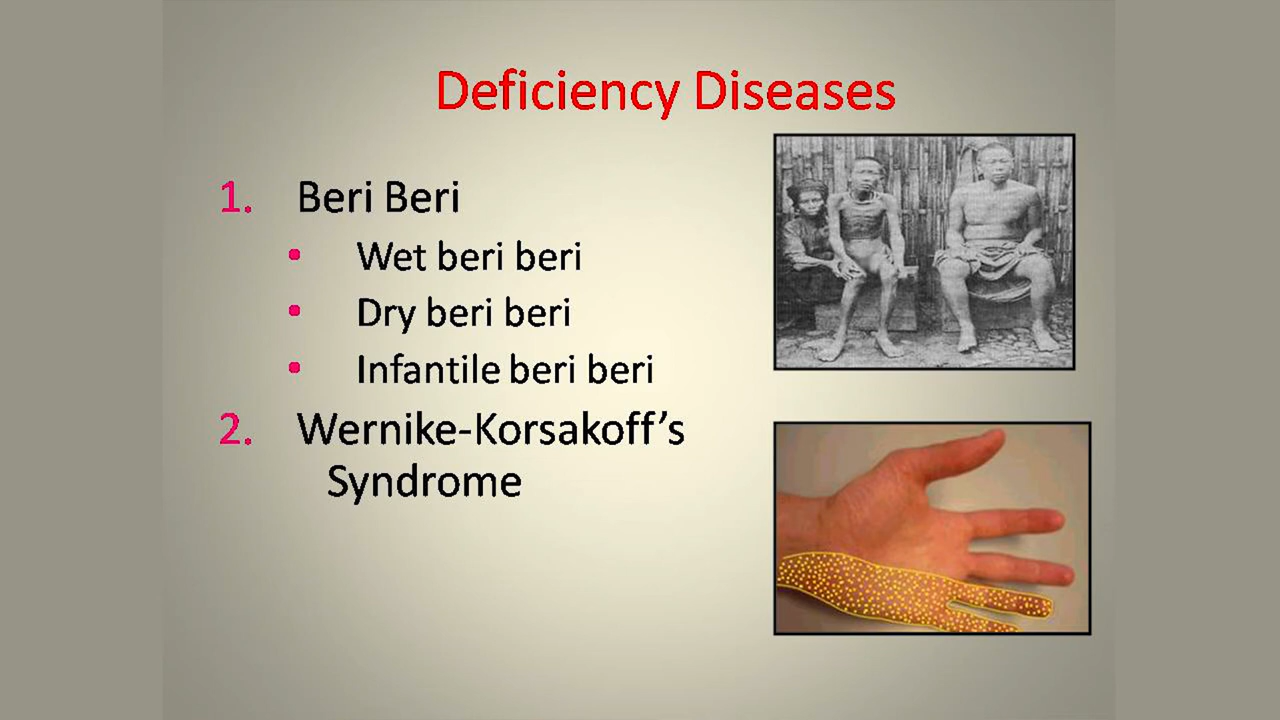 Deficiency Diseases
1. Beri Beri
• Wet beri beri
• Dry beri beri
• Infantile beri beri
2. Wernike-Korsakoff’s
Syndrome